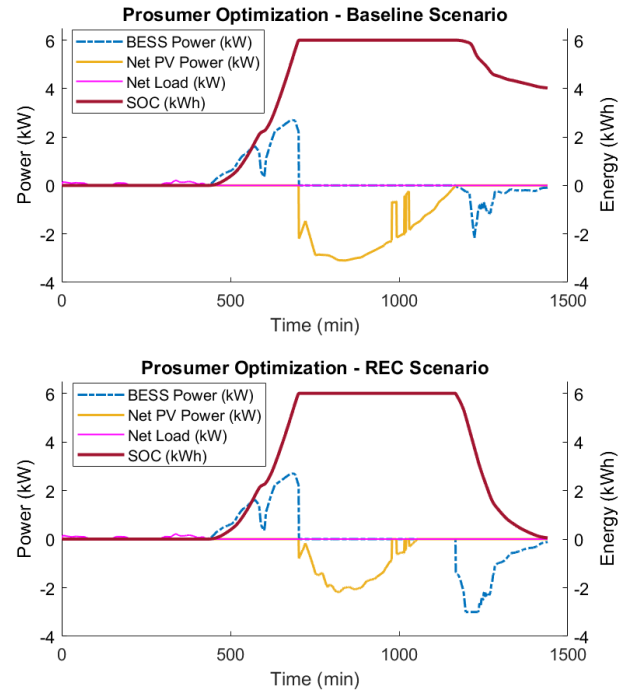 Prosumer Optimization - Baseline Scenario
BESS Power (kW)
Net PV Power (kW)
Net Load (kW)
SOC (kWh)
Power (kW)
6
4
2
0
-2
-4
Energy (kWh)
6
4
2
0
-2
-4
0 500 1000 1500
Time (min)
Prosumer Optimization - REC Scenario
BESS Power (kW)
Net PV Power (kW)
Net Load (kW)
SOC (kWh)
Power (kW)
6
4
2
0
-2
-4
Energy (kWh)
6
4
2
0
-2
-4
0 500 1000 1500
Time (min)